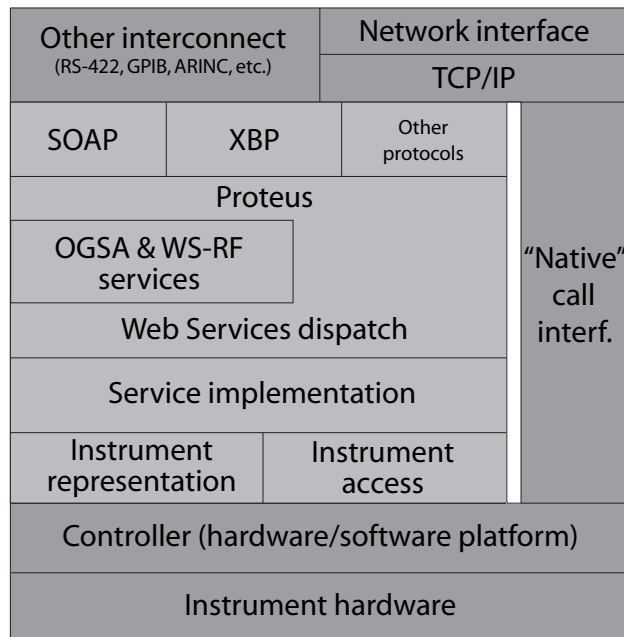 Other interconnect
(RS-422, GPIB, ARINC, etc.)
Network interface
TCP/IP
SOAP
XBP
Other
protocols
Proteus
OGSA & WS-RF
services
Web Services dispatch
“Native”
call
interf.
Service implementation
Instrument
representation
Instrument
access
Controller (hardware/software platform)
Instrument hardware